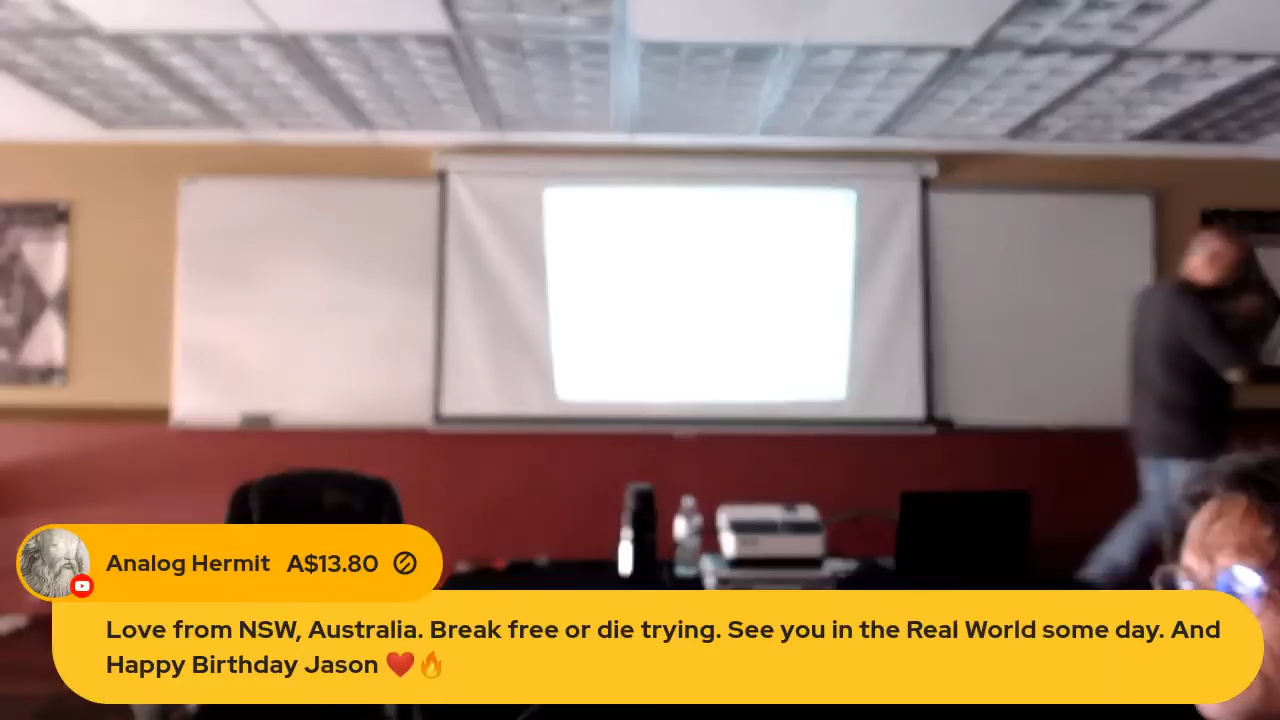 Analog Hermit A$13.80
Love from NSW, Australia. Break free or die trying. See you in the Real World some day. And
Happy Birthday Jason ❤️🔥